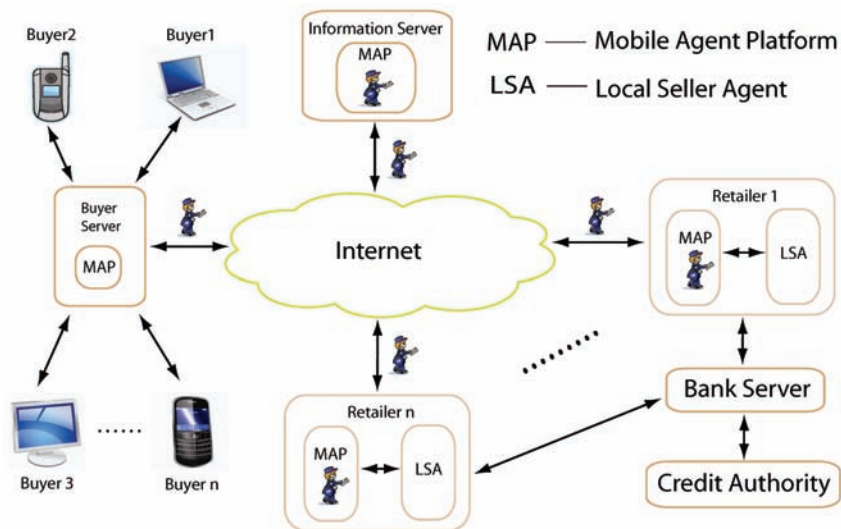 Buyer2
Buyer1
Information Server
MAP
MAP — Mobile Agent Platform
LSA — Local Seller Agent
Buyer
Server
MAP
Internet
Retailer 1
MAP
LSA
Bank Server
Credit Authority
Retailer n
MAP
LSA
Buyer 3
......
Buyer n